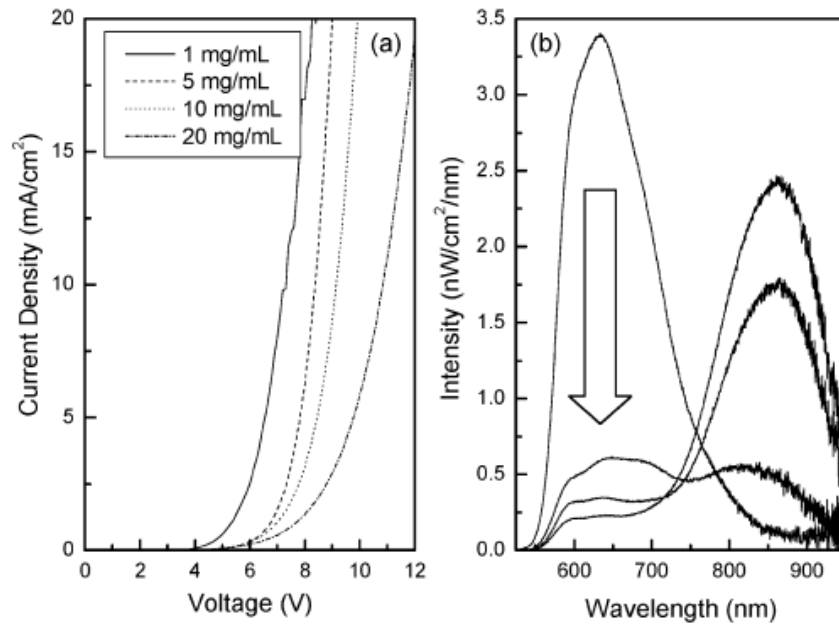 20
15
10
5
0
Current Density (mA/cm²)
(a)
1 mg/mL
5 mg/mL
10 mg/mL
20 mg/mL
0 2 4 6 8 10 12
Voltage (V)
3.5
3.0
2.5
2.0
1.5
1.0
0.5
0.0
Intensity (nW/cm²/nm)
(b)
600 700 800 900
Wavelength (nm)